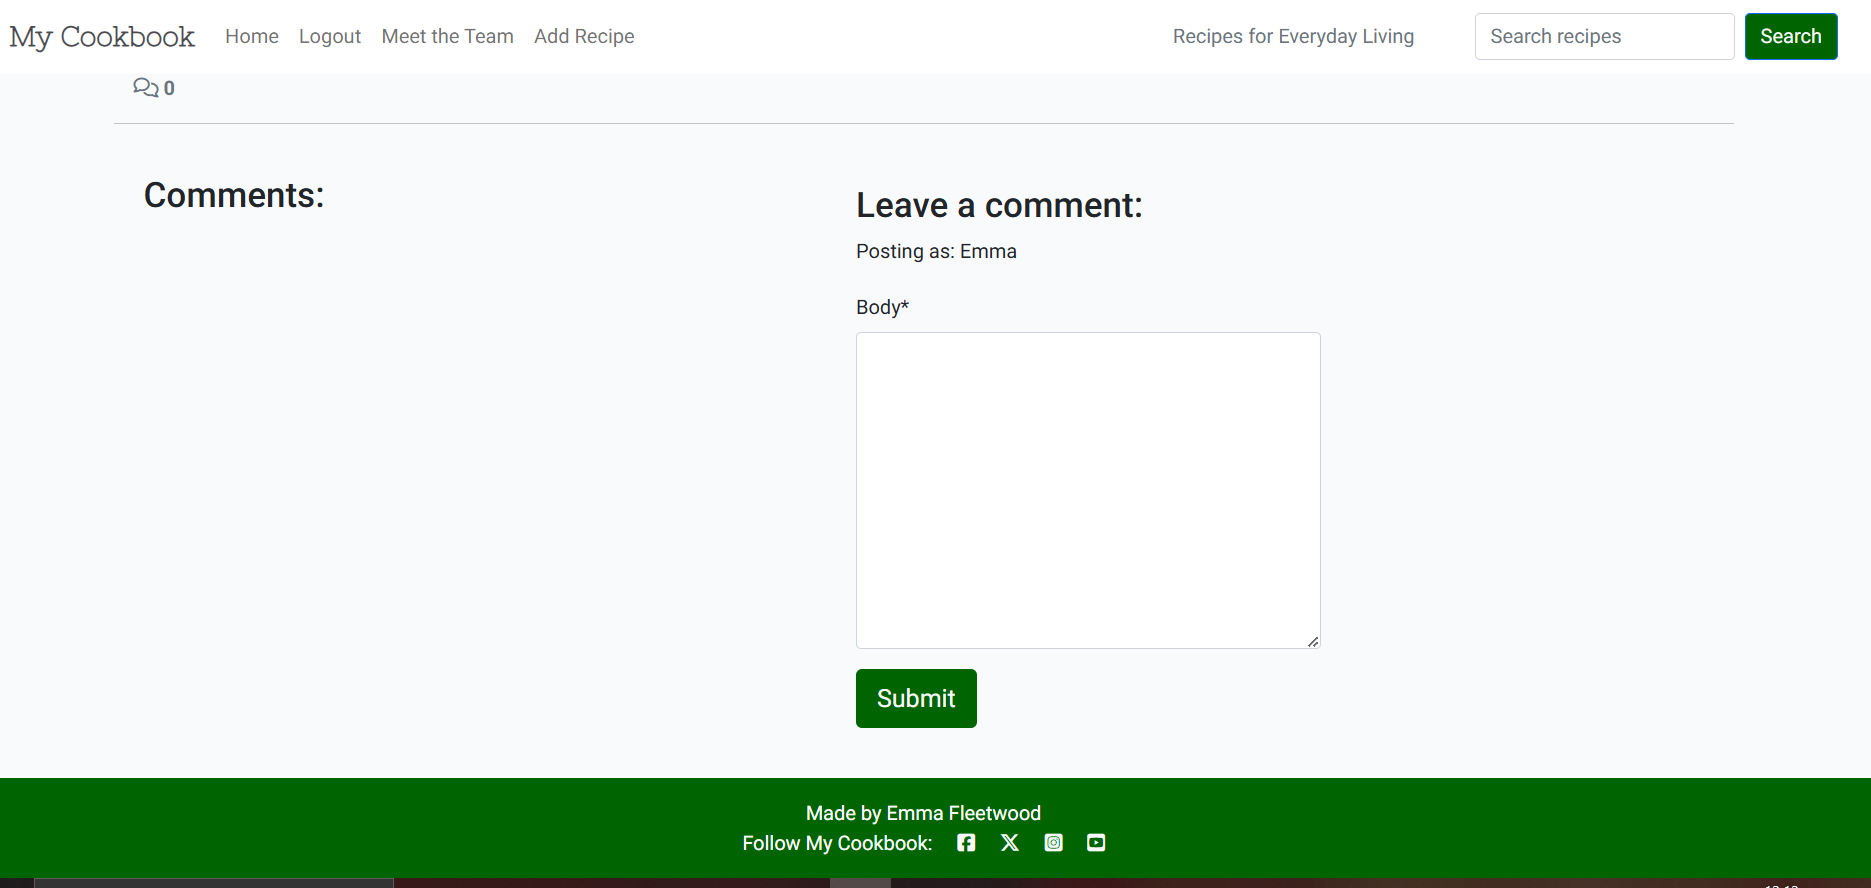 My Cookbook Home Logout Meet the Team Add Recipe Recipes for Everyday Living Search recipes Search
0
Comments:
Leave a comment:
Posting as: Emma
Body*
Submit
Made by Emma Fleetwood
Follow My Cookbook: